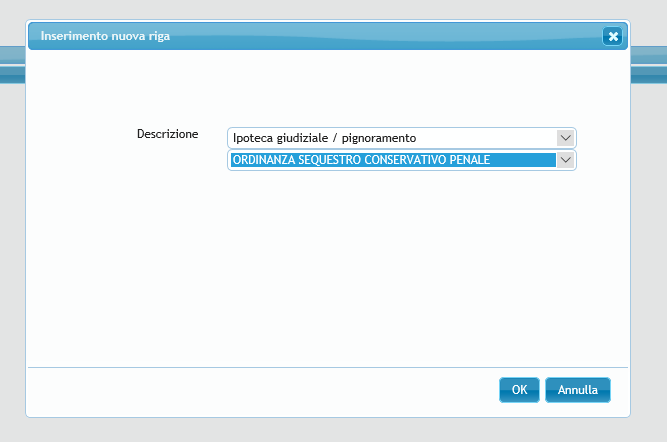 Inserimento nuova riga
Descrizione
Ipoteca giudiziale / pignoramento
ORDINANZA SEQUESTRO CONSERVATIVO PENALE
OK
Annulla